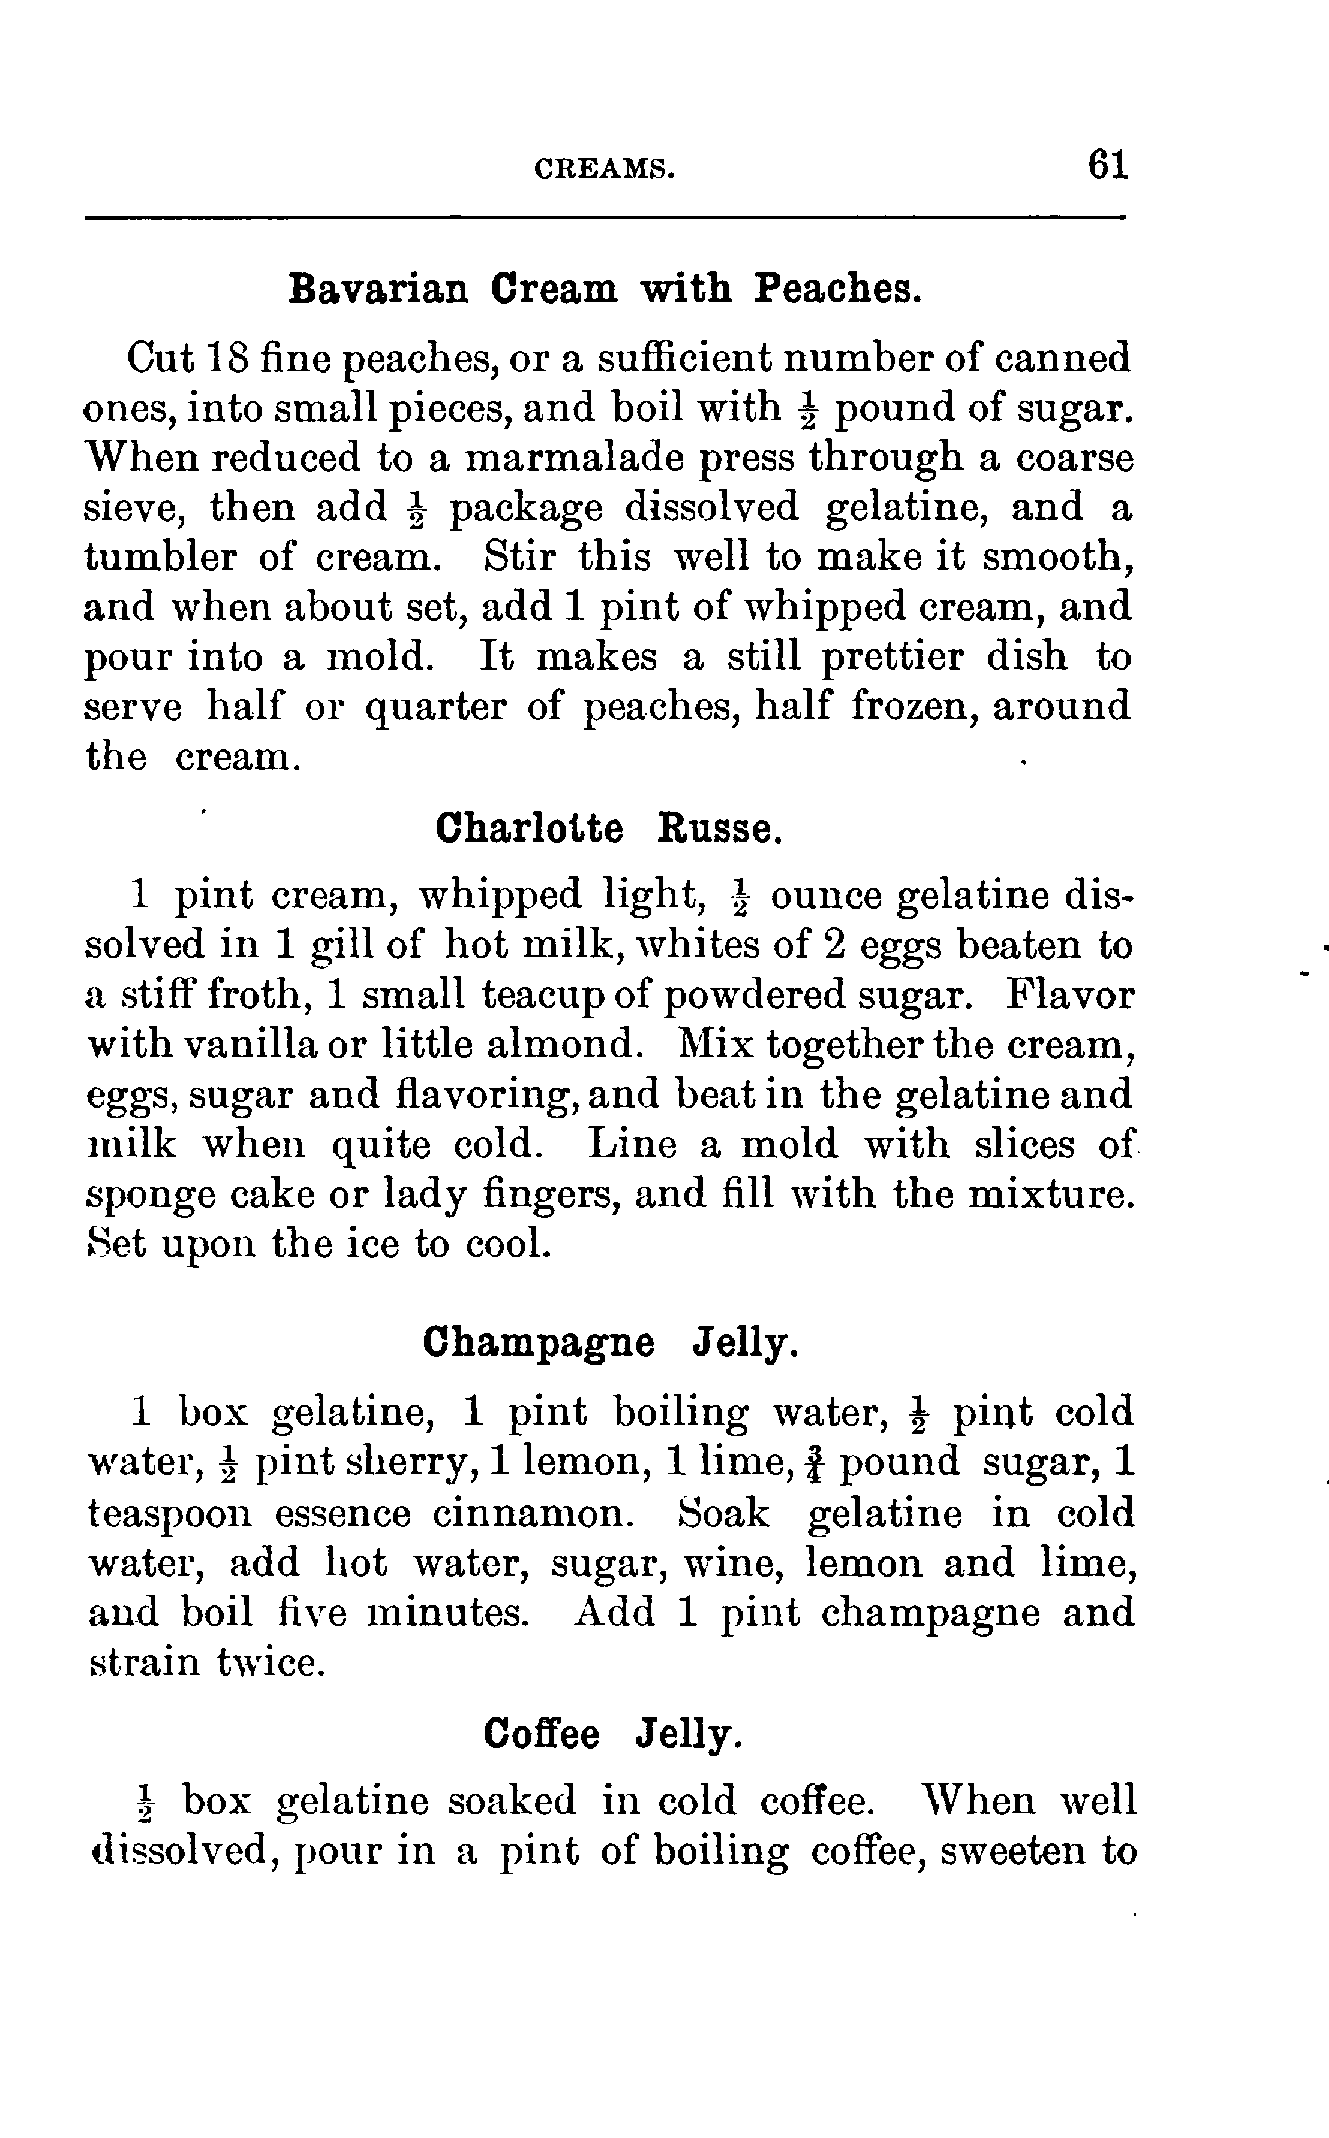 CREAMS. 61
Bavarian Cream with Peaches.
Cut 18 fine peaches, or a sufficient number of canned
ones, into small pieces, and boil with ½ pound of sugar.
When reduced to a marmalade press through a coarse
sieve, then add ½ package dissolved gelatine, and a
tumbler of cream. Stir this well to make it smooth,
and when about set, add 1 pint of whipped cream, and
pour into a mold. It makes a still prettier dish to
serve half or quarter of peaches, half frozen, around
the cream.
Charlotte Russe.
1 pint cream, whipped light, ½ ounce gelatine dis-
solved in 1 gill of hot milk, whites of 2 eggs beaten to
a stiff froth, 1 small teacup of powdered sugar. Flavor
with vanilla or little almond. Mix together the cream,
eggs, sugar and flavoring, and beat in the gelatine and
milk when quite cold. Line a mold with slices of
sponge cake or lady fingers, and fill with the mixture.
Set upon the ice to cool.
Champagne Jelly.
1 box gelatine, 1 pint boiling water, ½ pint cold
water, ½ pint sherry, 1 lemon, 1 lime, ¾ pound sugar, 1
teaspoon essence cinnamon. Soak gelatine in cold
water, add hot water, sugar, wine, lemon and lime,
and boil five minutes. Add 1 pint champagne and
strain twice.
Coffee Jelly.
½ box gelatine soaked in cold coffee. When well
dissolved, pour in a pint of boiling coffee, sweeten to